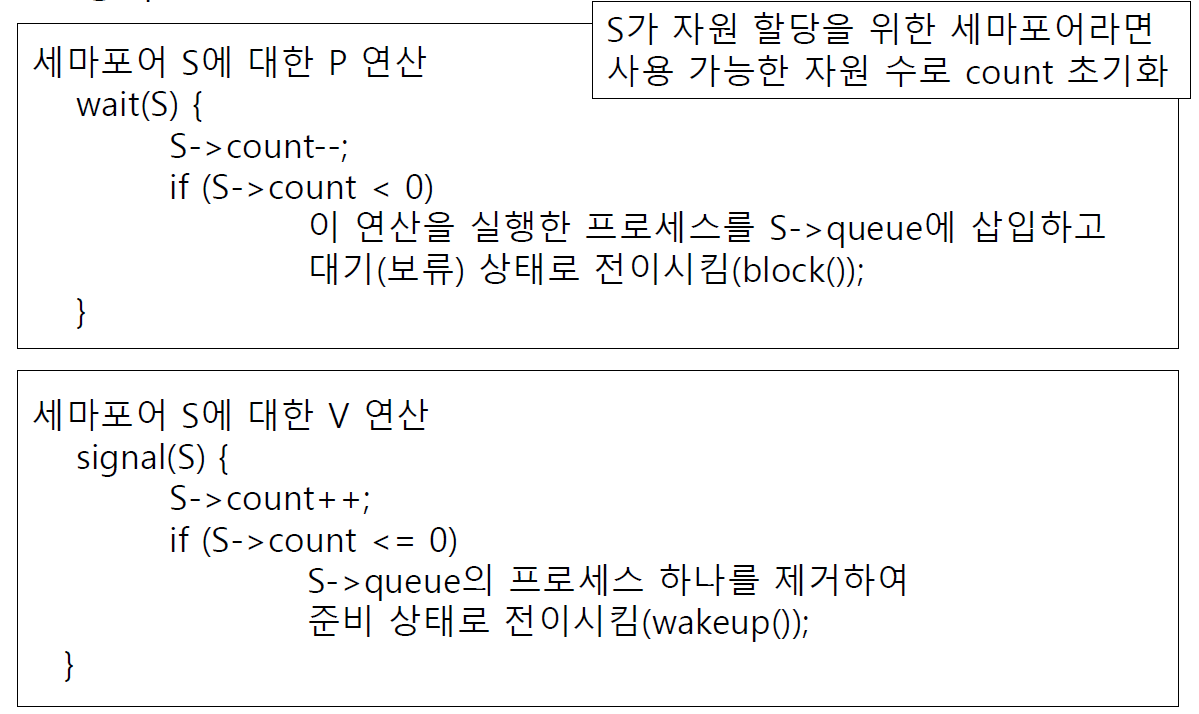 S가 자원 할당을 위한 세마포어라면
사용 가능한 자원 수로 count 초기화
세마포어 S에 대한 P 연산
wait(S) {
S->count--;
if (S->count < 0)
이 연산을 실행한 프로세스를 S->queue에 삽입하고
대기(보류) 상태로 전이시킴(block());
}
세마포어 S에 대한 V 연산
signal(S) {
S->count++;
if (S->count <= 0)
S->queue의 프로세스 하나를 제거하여
준비 상태로 전이시킴(wakeup());
}